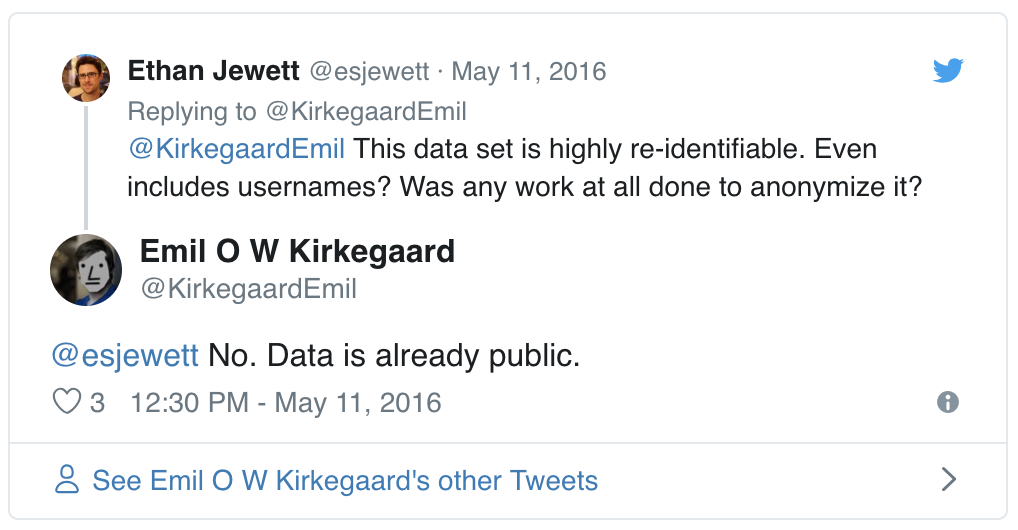 Ethan Jewett @esjewett · May 11, 2016
Replying to @KirkegaardEmil
@KirkegaardEmil This data set is highly re-identifiable. Even
includes usernames? Was any work at all done to anonymize it?
Emil O W Kirkegaard
@KirkegaardEmil
@esjewett No. Data is already public.
3 12:30 PM - May 11, 2016
See Emil O W Kirkegaard's other Tweets